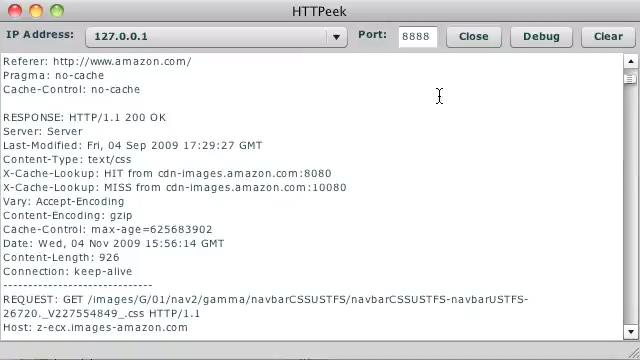 HTTPeek
IP Address: 127.0.0.1 Port: 8888 Close Debug Clear
Referer: http://www.amazon.com/
Pragma: no-cache
Cache-Control: no-cache
RESPONSE: HTTP/1.1 200 OK
Server: Server
Last-Modified: Fri, 04 Sep 2009 17:29:27 GMT
Content-Type: text/css
X-Cache-Lookup: HIT from cdn-images.amazon.com:8080
X-Cache-Lookup: MISS from cdn-images.amazon.com:10080
Vary: Accept-Encoding
Content-Encoding: gzip
Cache-Control: max-age=625683902
Date: Wed, 04 Nov 2009 15:56:14 GMT
Content-Length: 926
Connection: keep-alive
------------------------------
REQUEST: GET /images/G/01/nav2/gamma/navbarCSSUSTFS/navbarCSSUSTFS-navbarUSTFS-
26720._V227554849_.css HTTP/1.1
Host: z-ecx.images-amazon.com